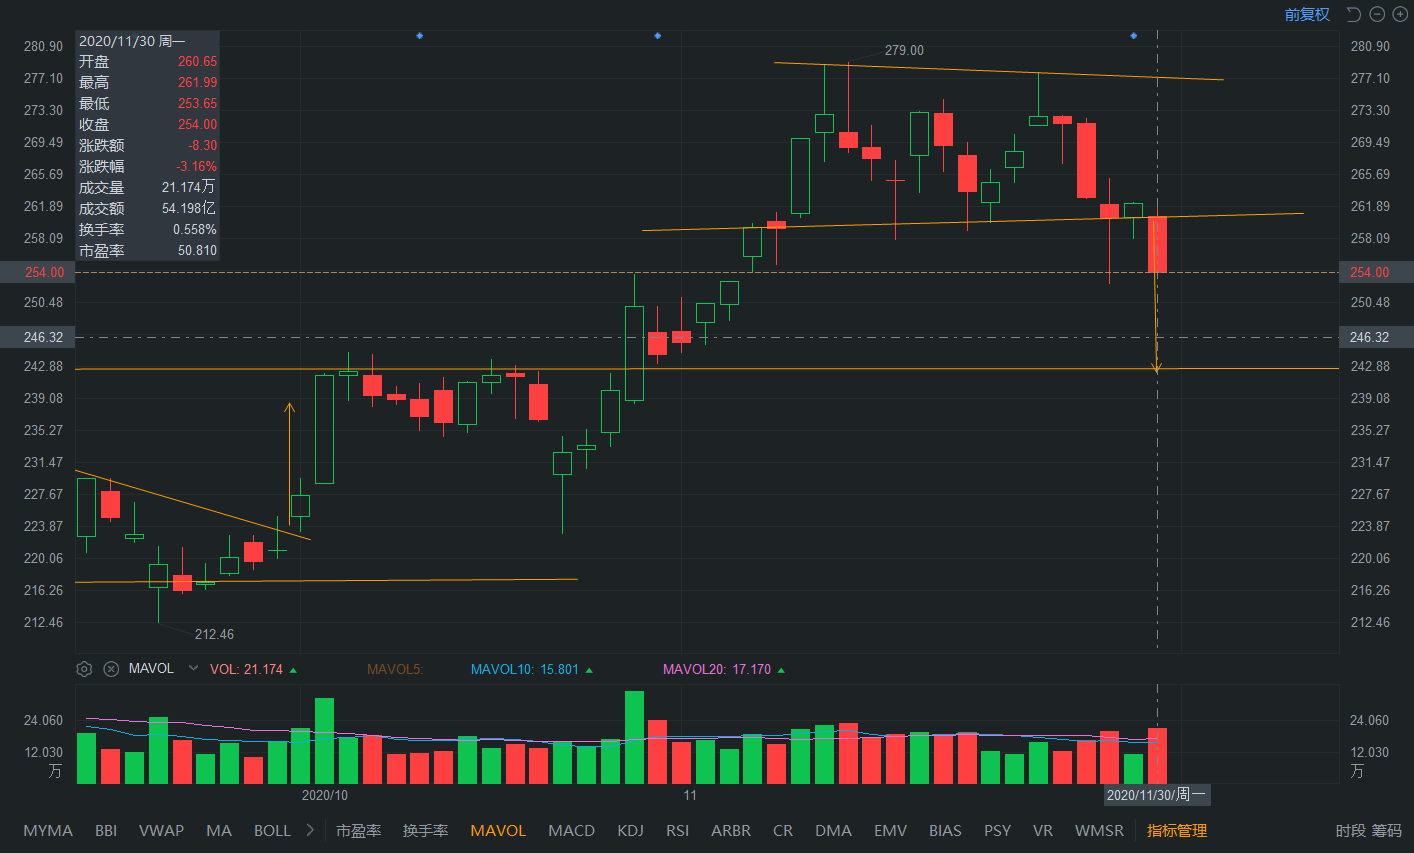 前复权
280.90 280.90
277.10 277.10
273.30 273.30
269.49 269.49
265.69 265.69
261.89 261.89
258.09 258.09
254.00 254.00
250.48 250.48
246.32 246.32
242.88 242.88
239.08 239.08
235.27 235.27
231.47 231.47
227.67 227.67
223.87 223.87
220.06 220.06
216.26 216.26
212.46 212.46
2020/11/30 周一
开盘 260.65
最高 261.99
最低 253.65
收盘 254.00
涨跌额 -8.30
涨跌幅 -3.16%
成交量 21.174万
成交额 54.198亿
换手率 0.558%
市盈率 50.810
279.00
212.46
MAVOL VOL: 21.174 MAVOL5: MAVOL10: 15.801 MAVOL20: 17.170
24.060 24.060
12.030 12.030
万 万
2020/10 11 2020/11/30/周一
MYMA BBI VWAP MA BOLL 市盈率 换手率 MAVOL MACD KDJ RSI ARBR CR DMA EMV BIAS PSY VR WMSR 指标管理 时段 筹码